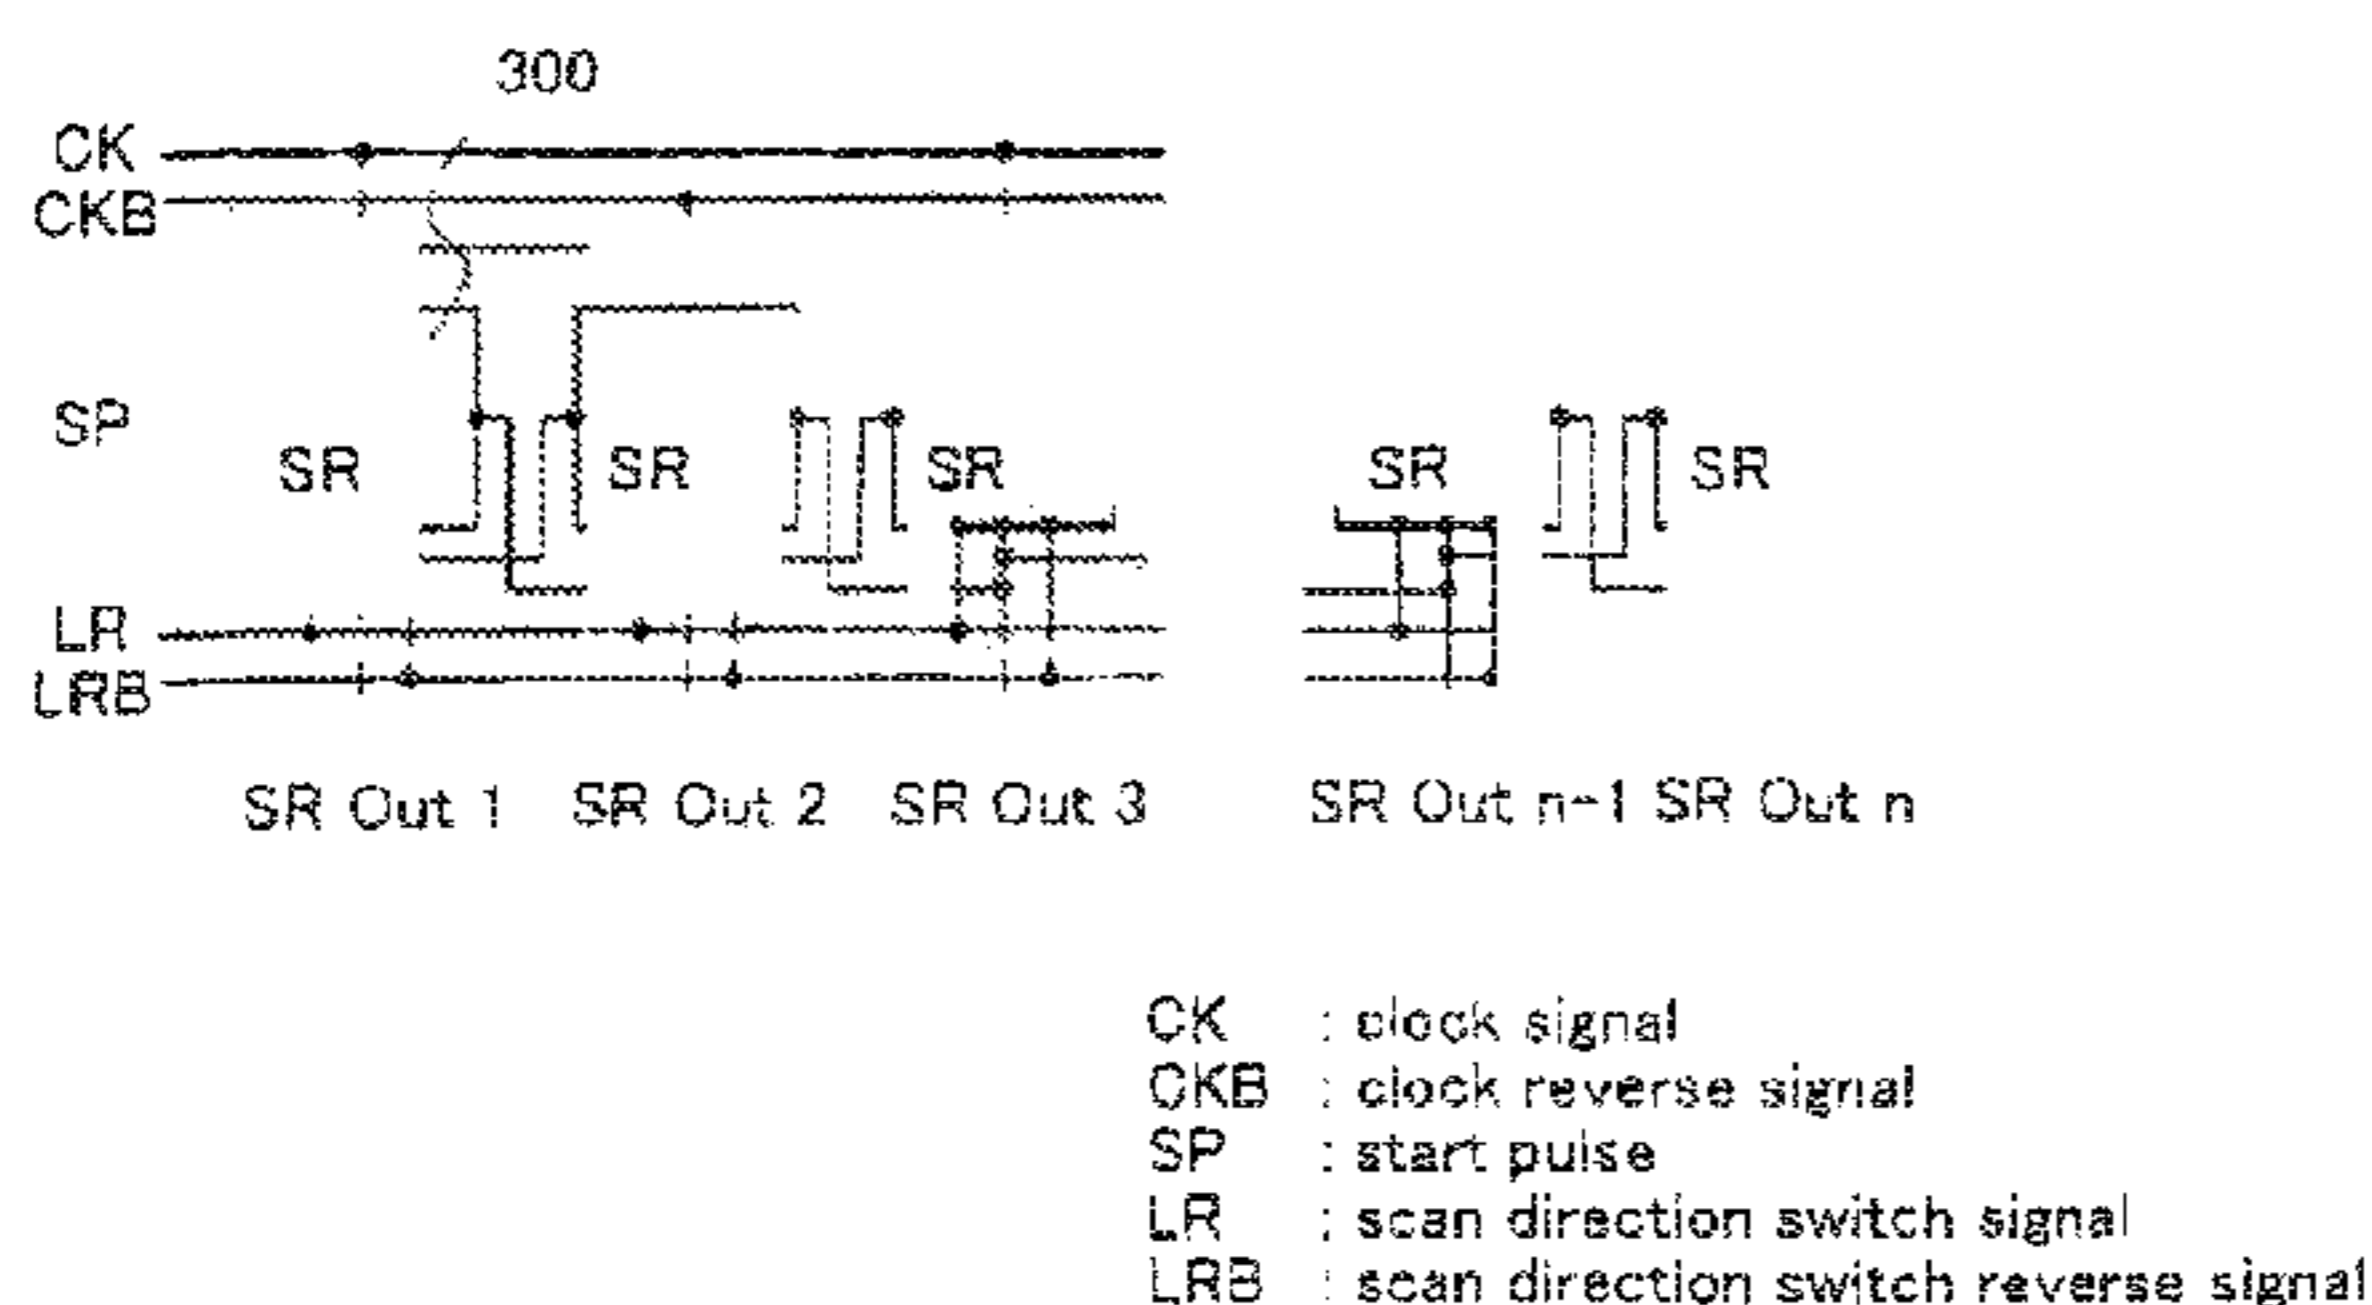 300
CK
CKB
SP
SR SR SR SR SR
LR
LRB
SR Out 1 SR Out 2 SR Out 3 SR Out n-1 SR Out n
CK : clock signal
CKB : clock reverse signal
SP : start pulse
LR : scan direction switch signal
LRB : scan direction switch reverse signal